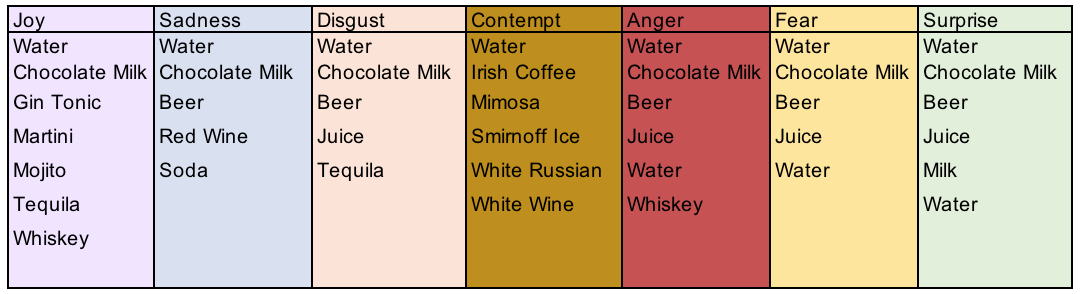 Joy Sadness Disgust Contempt Anger Fear Surprise
Water Water Water Water Water Water Water
Chocolate Milk Chocolate Milk Chocolate Milk Irish Coffee Chocolate Milk Chocolate Milk Chocolate Milk
Gin Tonic Beer Beer Mimosa Beer Beer Beer
Martini Red Wine Juice Smirnoff Ice Juice Juice Juice
Mojito Soda Tequila White Russian Water Water Milk
Tequila White Wine Whiskey Water
Whiskey